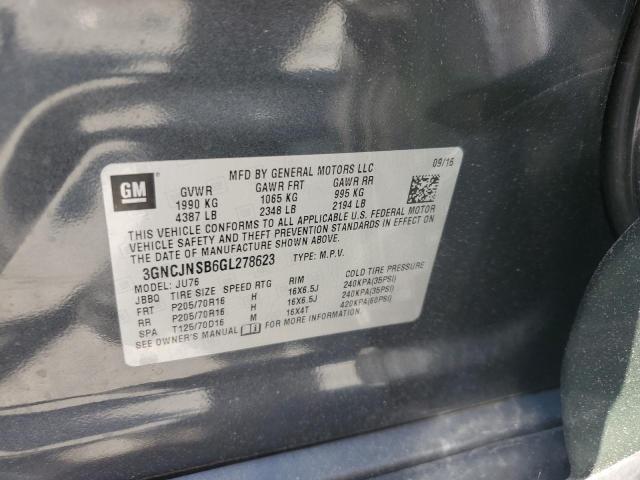 GM
MFD BY GENERAL MOTORS LLC
09/16
GVWR GAWR FRT GAWR RR
1990 KG 1065 KG 995 KG
4387 LB 2348 LB 2194 LB
THIS VEHICLE CONFORMS TO ALL APPLICABLE U.S. FEDERAL MOTOR
VEHICLE SAFETY AND THEFT PREVENTION STANDARDS IN EFFECT ON
THE DATE OF MANUFACTURE SHOWN ABOVE.
3GNCJNSB6GL278623 TYPE: M.P.V.
MODEL: JU76
JBBQ TIRE SIZE SPEED RTG RIM COLD TIRE PRESSURE
FRT P205/70R16 H 16X6.5J 240KPA(35PSI)
RR P205/70R16 H 16X6.5J 240KPA(35PSI)
SPA T125/70D16 M 16X4T 420KPA(60PSI)
SEE OWNER'S MANUAL FOR MORE INFORMATION.